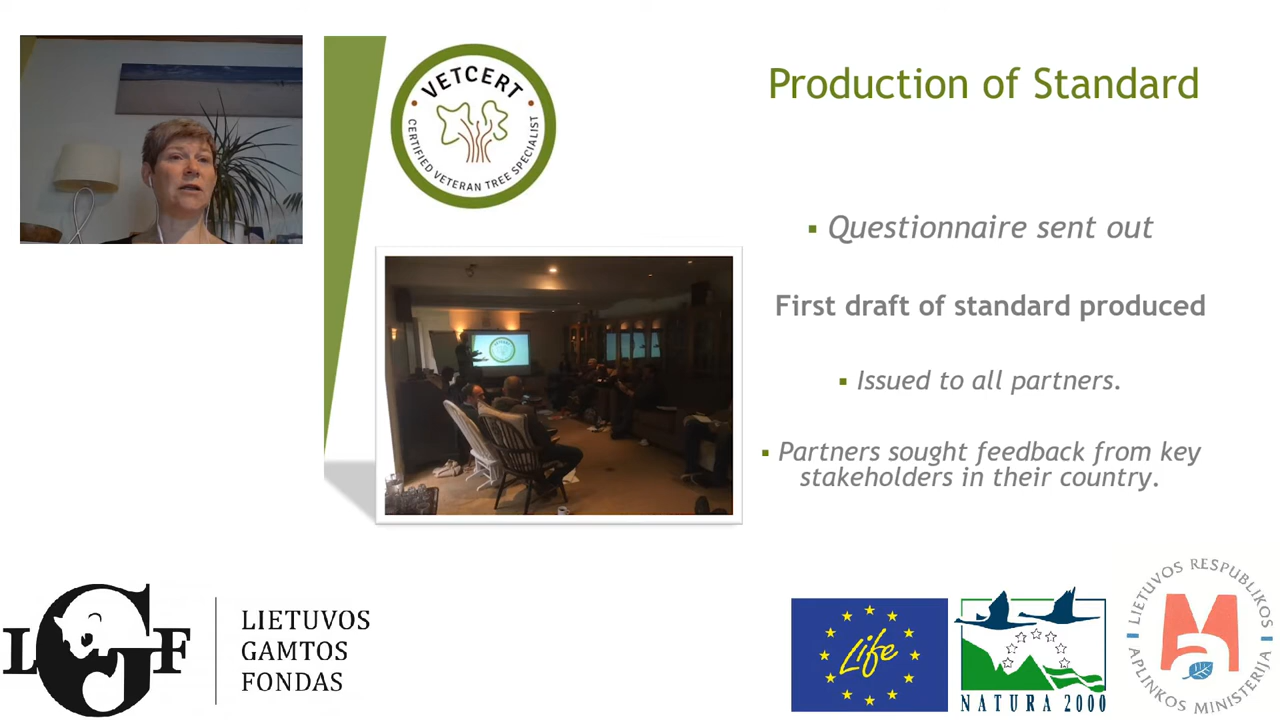 VETCERT
CERTIFIED VETERAN TREE SPECIALIST
Production of Standard
▪ Questionnaire sent out
First draft of standard produced
▪ Issued to all partners.
▪ Partners sought feedback from key
stakeholders in their country.
VETCERT
LGF
LIETUVOS
GAMTOS
FONDAS
Life
NATURA 2000
LIETUVOS RESPUBLIKOS
APLINKOS MINISTERIJA